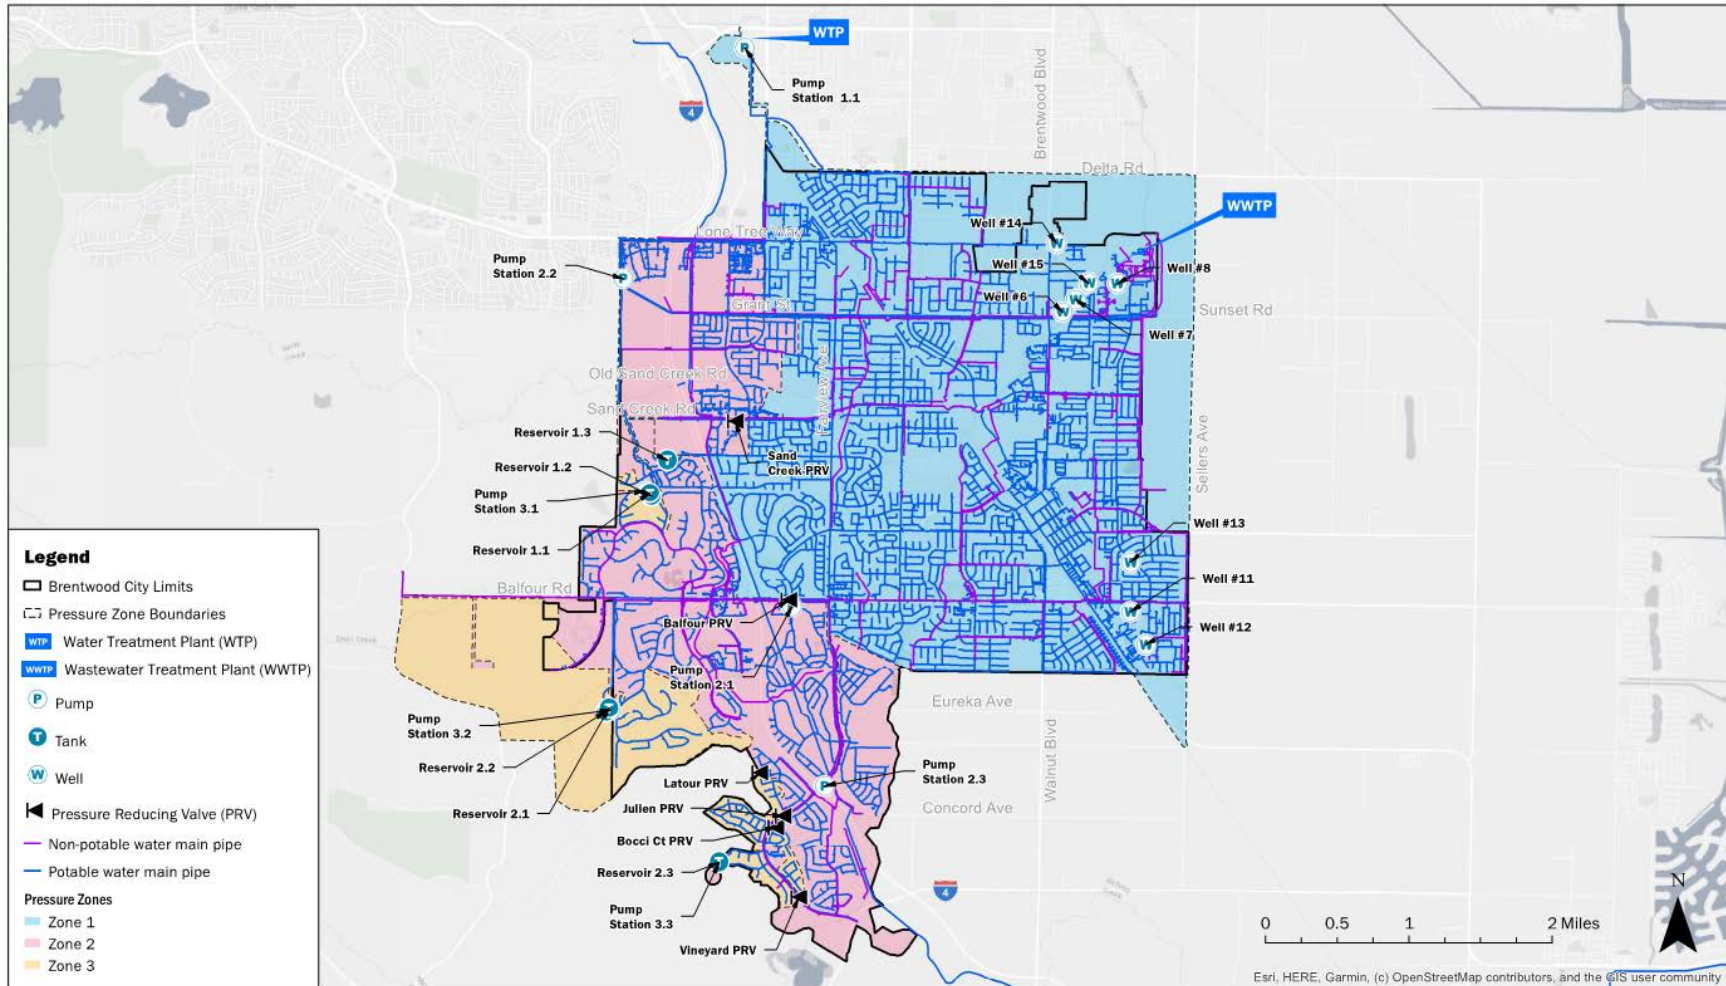 WTP
Pump
Station 1.1
4
Brentwood Blvd
Delta Rd
WWTP
Well #14
Lone Tree Way
Pump
Station 2.2
Well #15
Well #8
Well #6
Grant St
Sunset Rd
Well #7
Fairview Ave
Old Sand Creek Rd
Sand Creek Rd
Reservoir 1.3
Sand
Creek PRV
Reservoir 1.2
Sellers Ave
Pump
Station 3.1
Well #13
Reservoir 1.1
Well #11
Balfour Rd
Balfour PRV
Well #12
Pump
Station 2.1
Eureka Ave
Pump
Station 3.2
Walnut Blvd
Reservoir 2.2
Pump
Station 2.3
Latour PRV
Reservoir 2.1
Julien PRV
Concord Ave
Bocci Ct PRV
Reservoir 2.3
4
Pump
Station 3.3
Vineyard PRV
Legend
Brentwood City Limits
Pressure Zone Boundaries
WTP Water Treatment Plant (WTP)
WWTP Wastewater Treatment Plant (WWTP)
P Pump
T Tank
W Well
Pressure Reducing Valve (PRV)
Non-potable water main pipe
Potable water main pipe
Pressure Zones
Zone 1
Zone 2
Zone 3
N
0 0.5 1 2 Miles
Esri, HERE, Garmin, (c) OpenStreetMap contributors, and the GIS user community